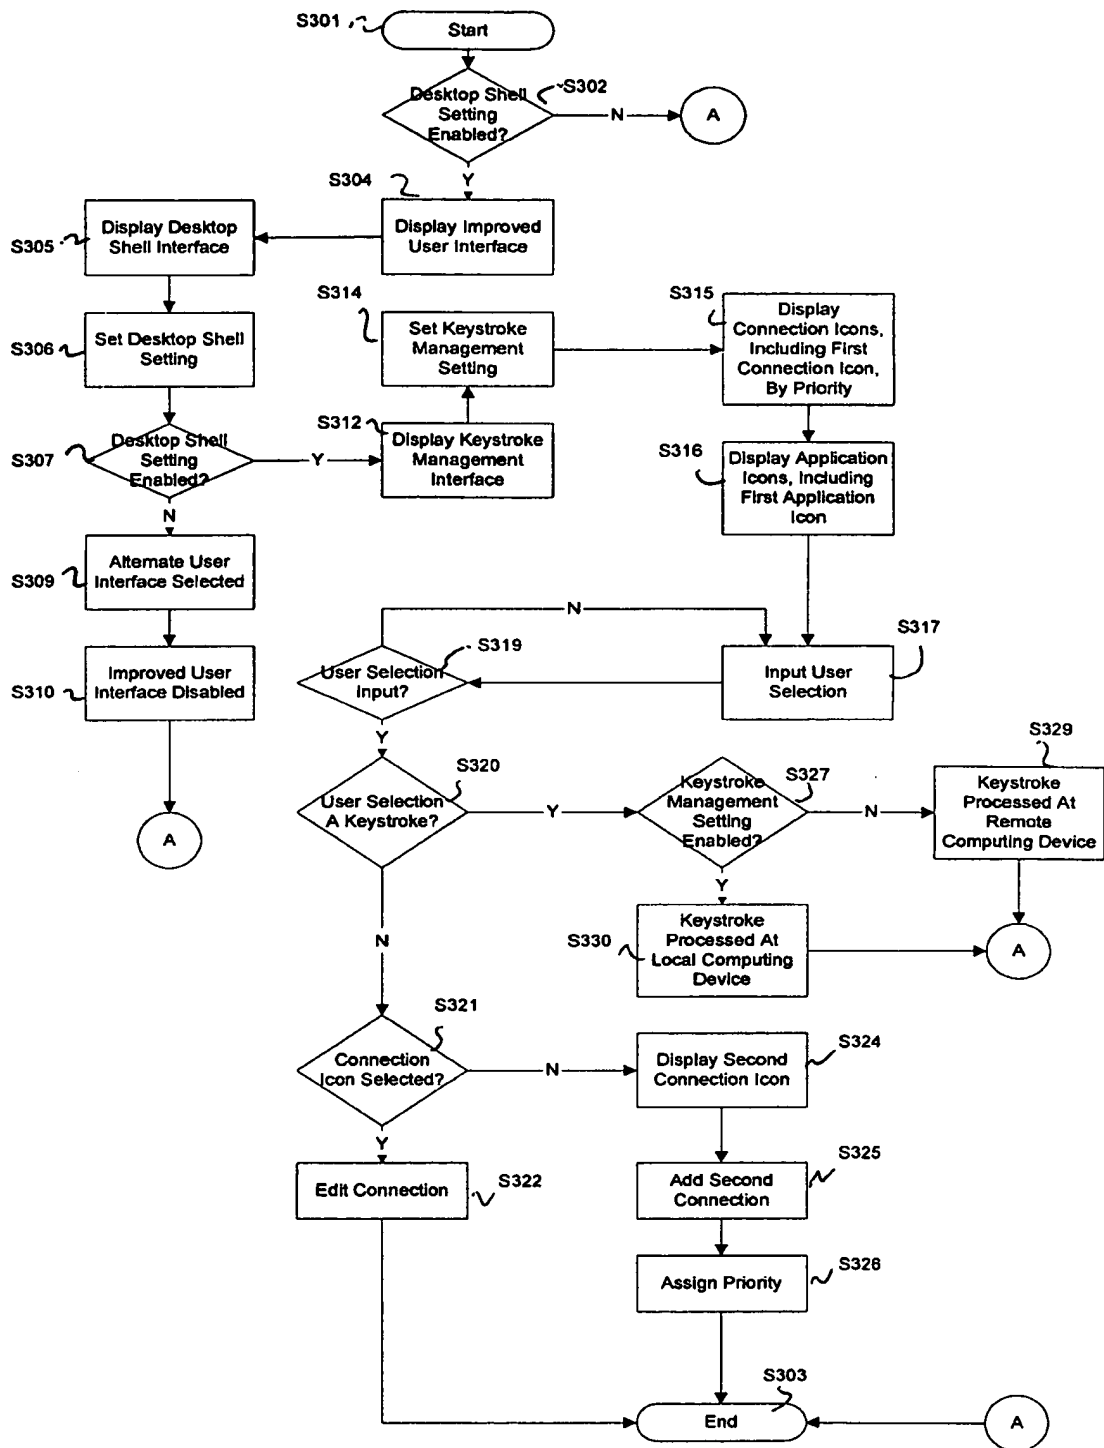 S301
Start
S302
Desktop Shell
Setting
Enabled?
N
A
Y
S304
Display Improved
User Interface
S305
Display Desktop
Shell Interface
S306
Set Desktop Shell
Setting
S314
Set Keystroke
Management
Setting
S315
Display
Connection Icons,
Including First
Connection Icon,
By Priority
S307
Desktop Shell
Setting
Enabled?
Y
S312
Display Keystroke
Management
Interface
S316
Display Application
Icons, Including
First Application
Icon
N
S309
Alternate User
Interface Selected
S310
Improved User
Interface Disabled
A
N
S319
User Selection
Input?
S317
Input User
Selection
Y
S320
User Selection
A Keystroke?
Y
S327
Keystroke
Management
Setting
Enabled?
N
S329
Keystroke
Processed At
Remote
Computing Device
Y
S330
Keystroke
Processed At
Local Computing
Device
A
N
S321
Connection
Icon Selected?
N
S324
Display Second
Connection Icon
Y
S322
Edit Connection
S325
Add Second
Connection
S326
Assign Priority
S303
End
A